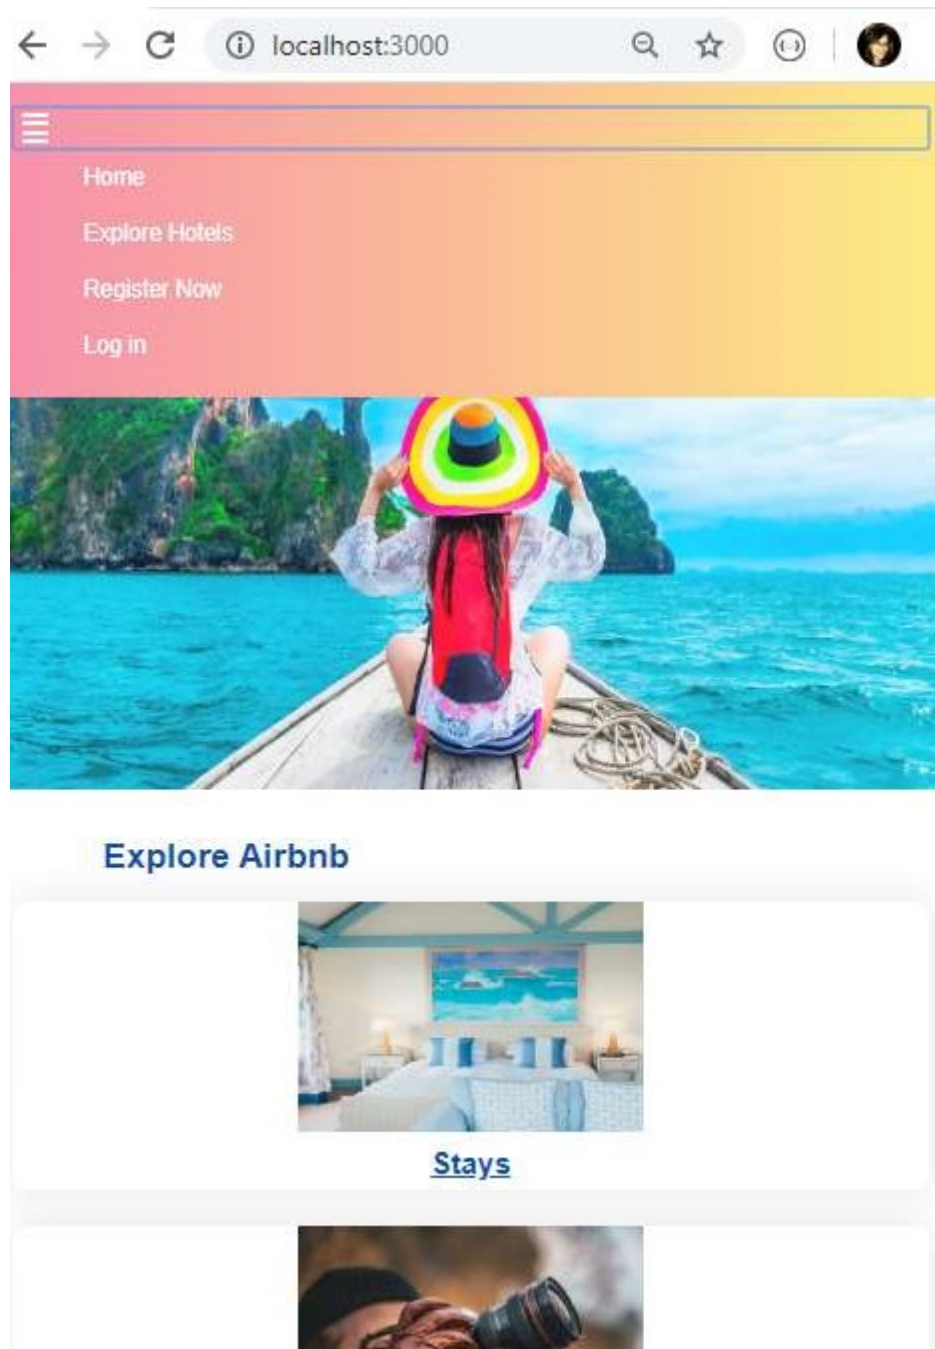 localhost:3000
Home
Explore Hotels
Register Now
Log in
Explore Airbnb
Stays